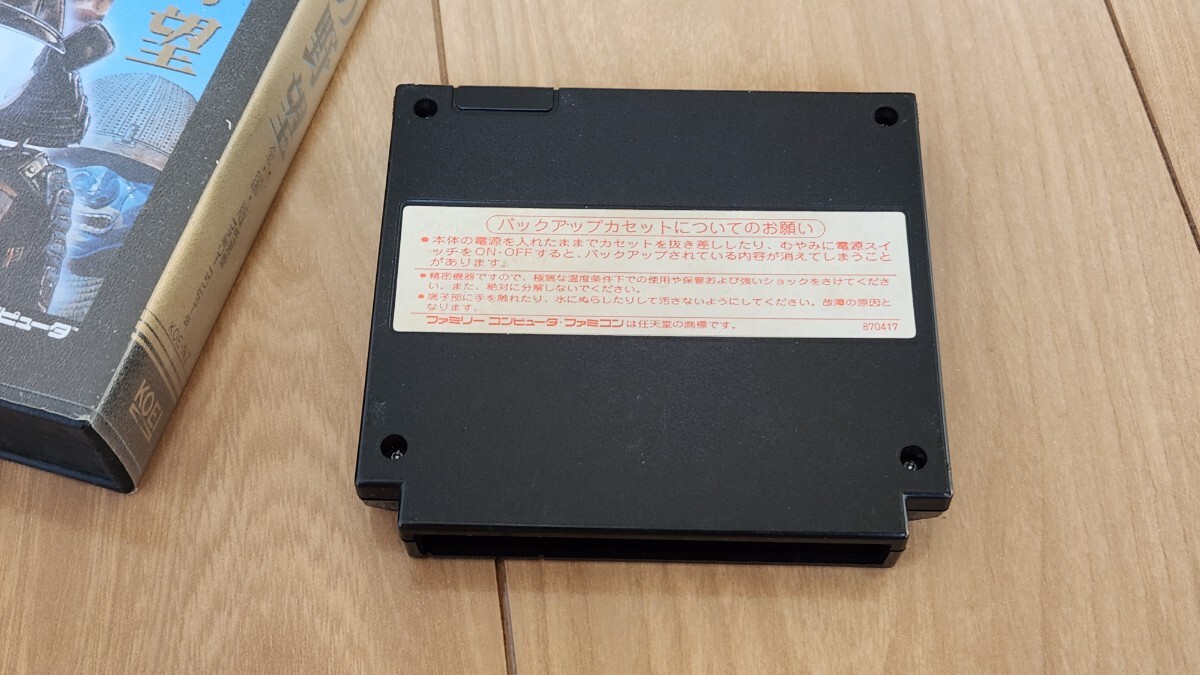 バックアップカセットについてのお願い
●本体の電源を入れたままでカセットを抜き差ししたり、むやみに電源スイ
ッチをON・OFFすると、バックアップされている内容が消えてしまうこと
があります。
●精密機器ですので、極端な温度条件下での使用や保管および強いショックをさけてくださ
い。また、絶対に分解しないでください。
●端子部に手を触れたり、水にぬらしたりして汚さないようにしてください。故障の原因と
なります。
ファミリー コンピュータ・ファミコンは任天堂の商標です。
870417
ピュータ
KOEI